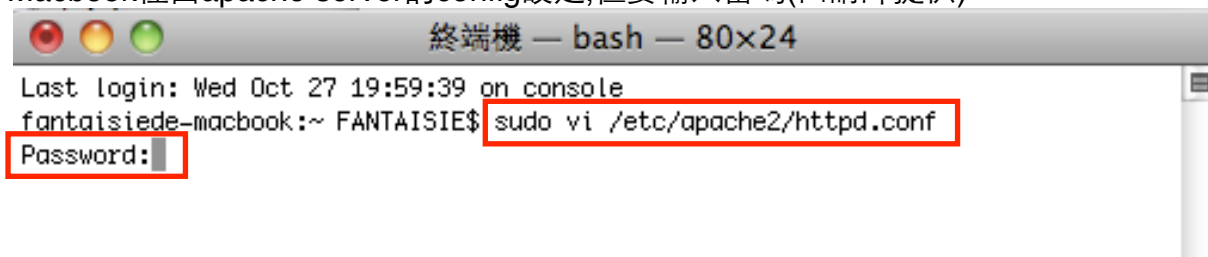 終端機 — bash — 80×24
Last login: Wed Oct 27 19:59:39 on console
fantaisiede-macbook:~ FANTAISIE$ sudo vi /etc/apache2/httpd.conf
Password: